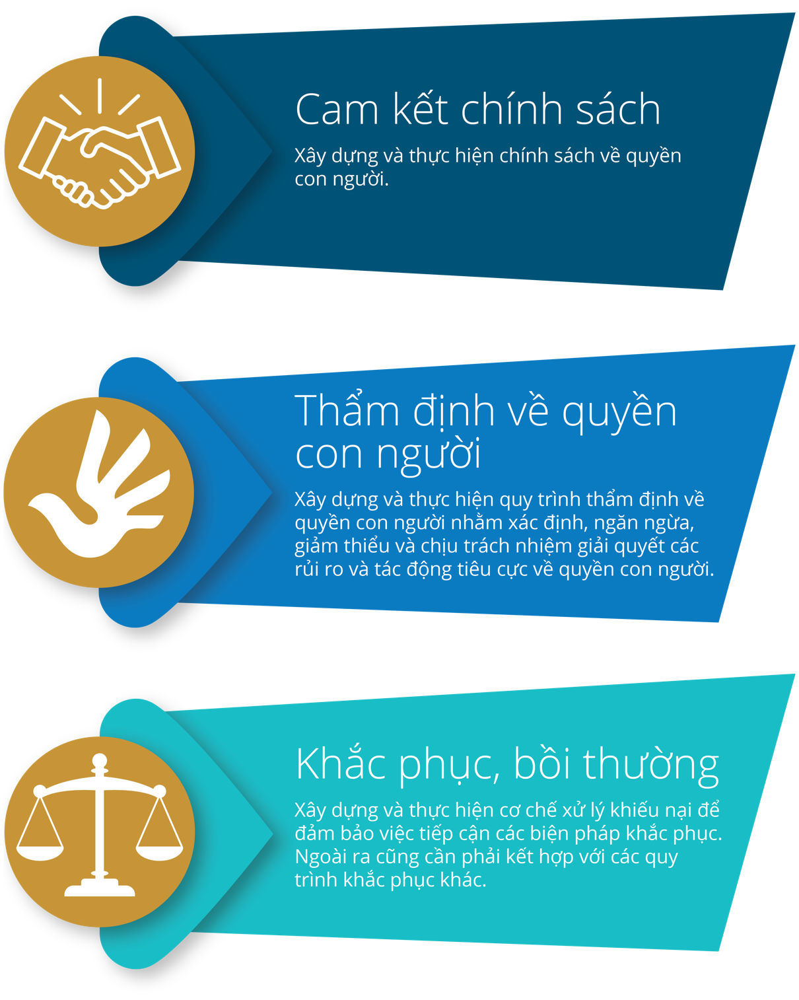 Cam kết chính sách
Xây dựng và thực hiện chính sách về quyền
con người.
Thẩm định về quyền
con người
Xây dựng và thực hiện quy trình thẩm định về
quyền con người nhằm xác định, ngăn ngừa,
giảm thiểu và chịu trách nhiệm giải quyết các
rủi ro và tác động tiêu cực về quyền con người.
Khắc phục, bồi thường
Xây dựng và thực hiện cơ chế xử lý khiếu nại để
đảm bảo việc tiếp cận các biện pháp khắc phục.
Ngoài ra cũng cần phải kết hợp với các quy
trình khắc phục khác.